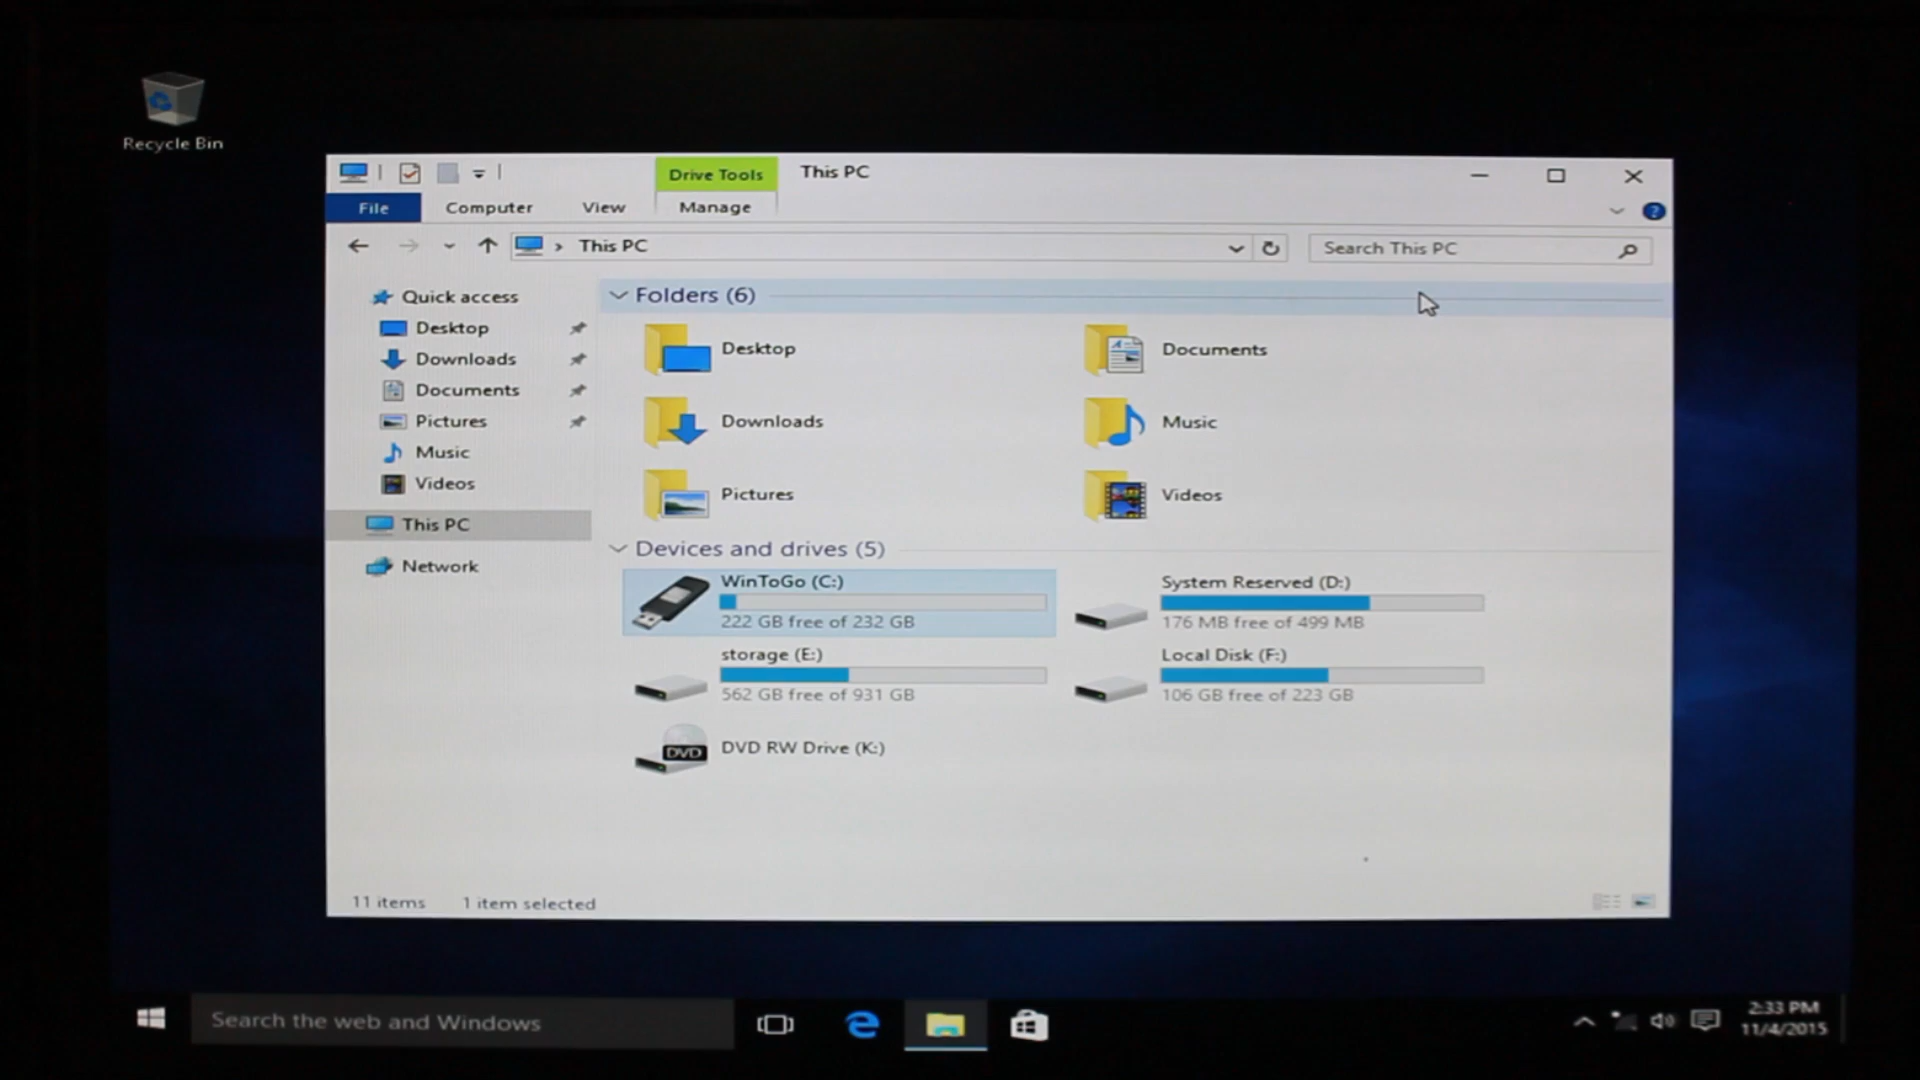 Recycle Bin
Drive Tools
This PC
File
Computer
View
Manage
This PC
Search This PC
Quick access
Desktop
Downloads
Documents
Pictures
Music
Videos
This PC
Network
Folders (6)
Desktop
Documents
Downloads
Music
Pictures
Videos
Devices and drives (5)
WinToGo (C:)
222 GB free of 232 GB
System Reserved (D:)
176 MB free of 499 MB
storage (E:)
562 GB free of 931 GB
Local Disk (F:)
106 GB free of 223 GB
DVD
DVD RW Drive (K:)
11 items
1 item selected
Search the web and Windows
2:33 PM
11/4/2015